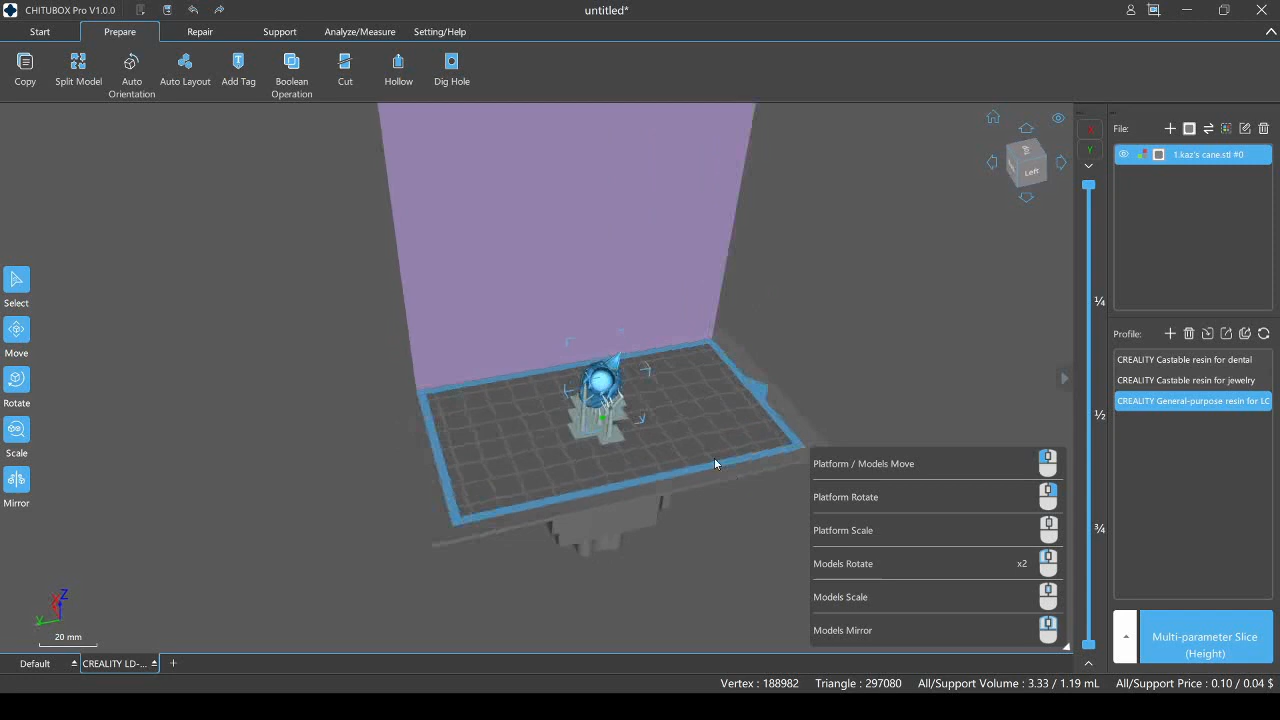 CHITUBOX Pro V1.0.0
untitled*
Start
Prepare
Repair
Support
Analyze/Measure
Setting/Help
Copy
Split Model
Auto
Orientation
Auto Layout
Add Tag
Boolean
Operation
Cut
Hollow
Dig Hole
File:
1.kaz's cane.stl #0
X
Y
Left
Select
Move
Rotate
Scale
Mirror
¼
½
¾
Profile:
CREALITY Castable resin for dental
CREALITY Castable resin for jewelry
CREALITY General-purpose resin for LC
Platform / Models Move
Platform Rotate
Platform Scale
Models Rotate x2
Models Scale
Models Mirror
Z
X
Y
20 mm
Multi-parameter Slice
(Height)
Default
CREALITY LD-...
Vertex : 188982
Triangle : 297080
All/Support Volume : 3.33 / 1.19 mL
All/Support Price : 0.10 / 0.04 $